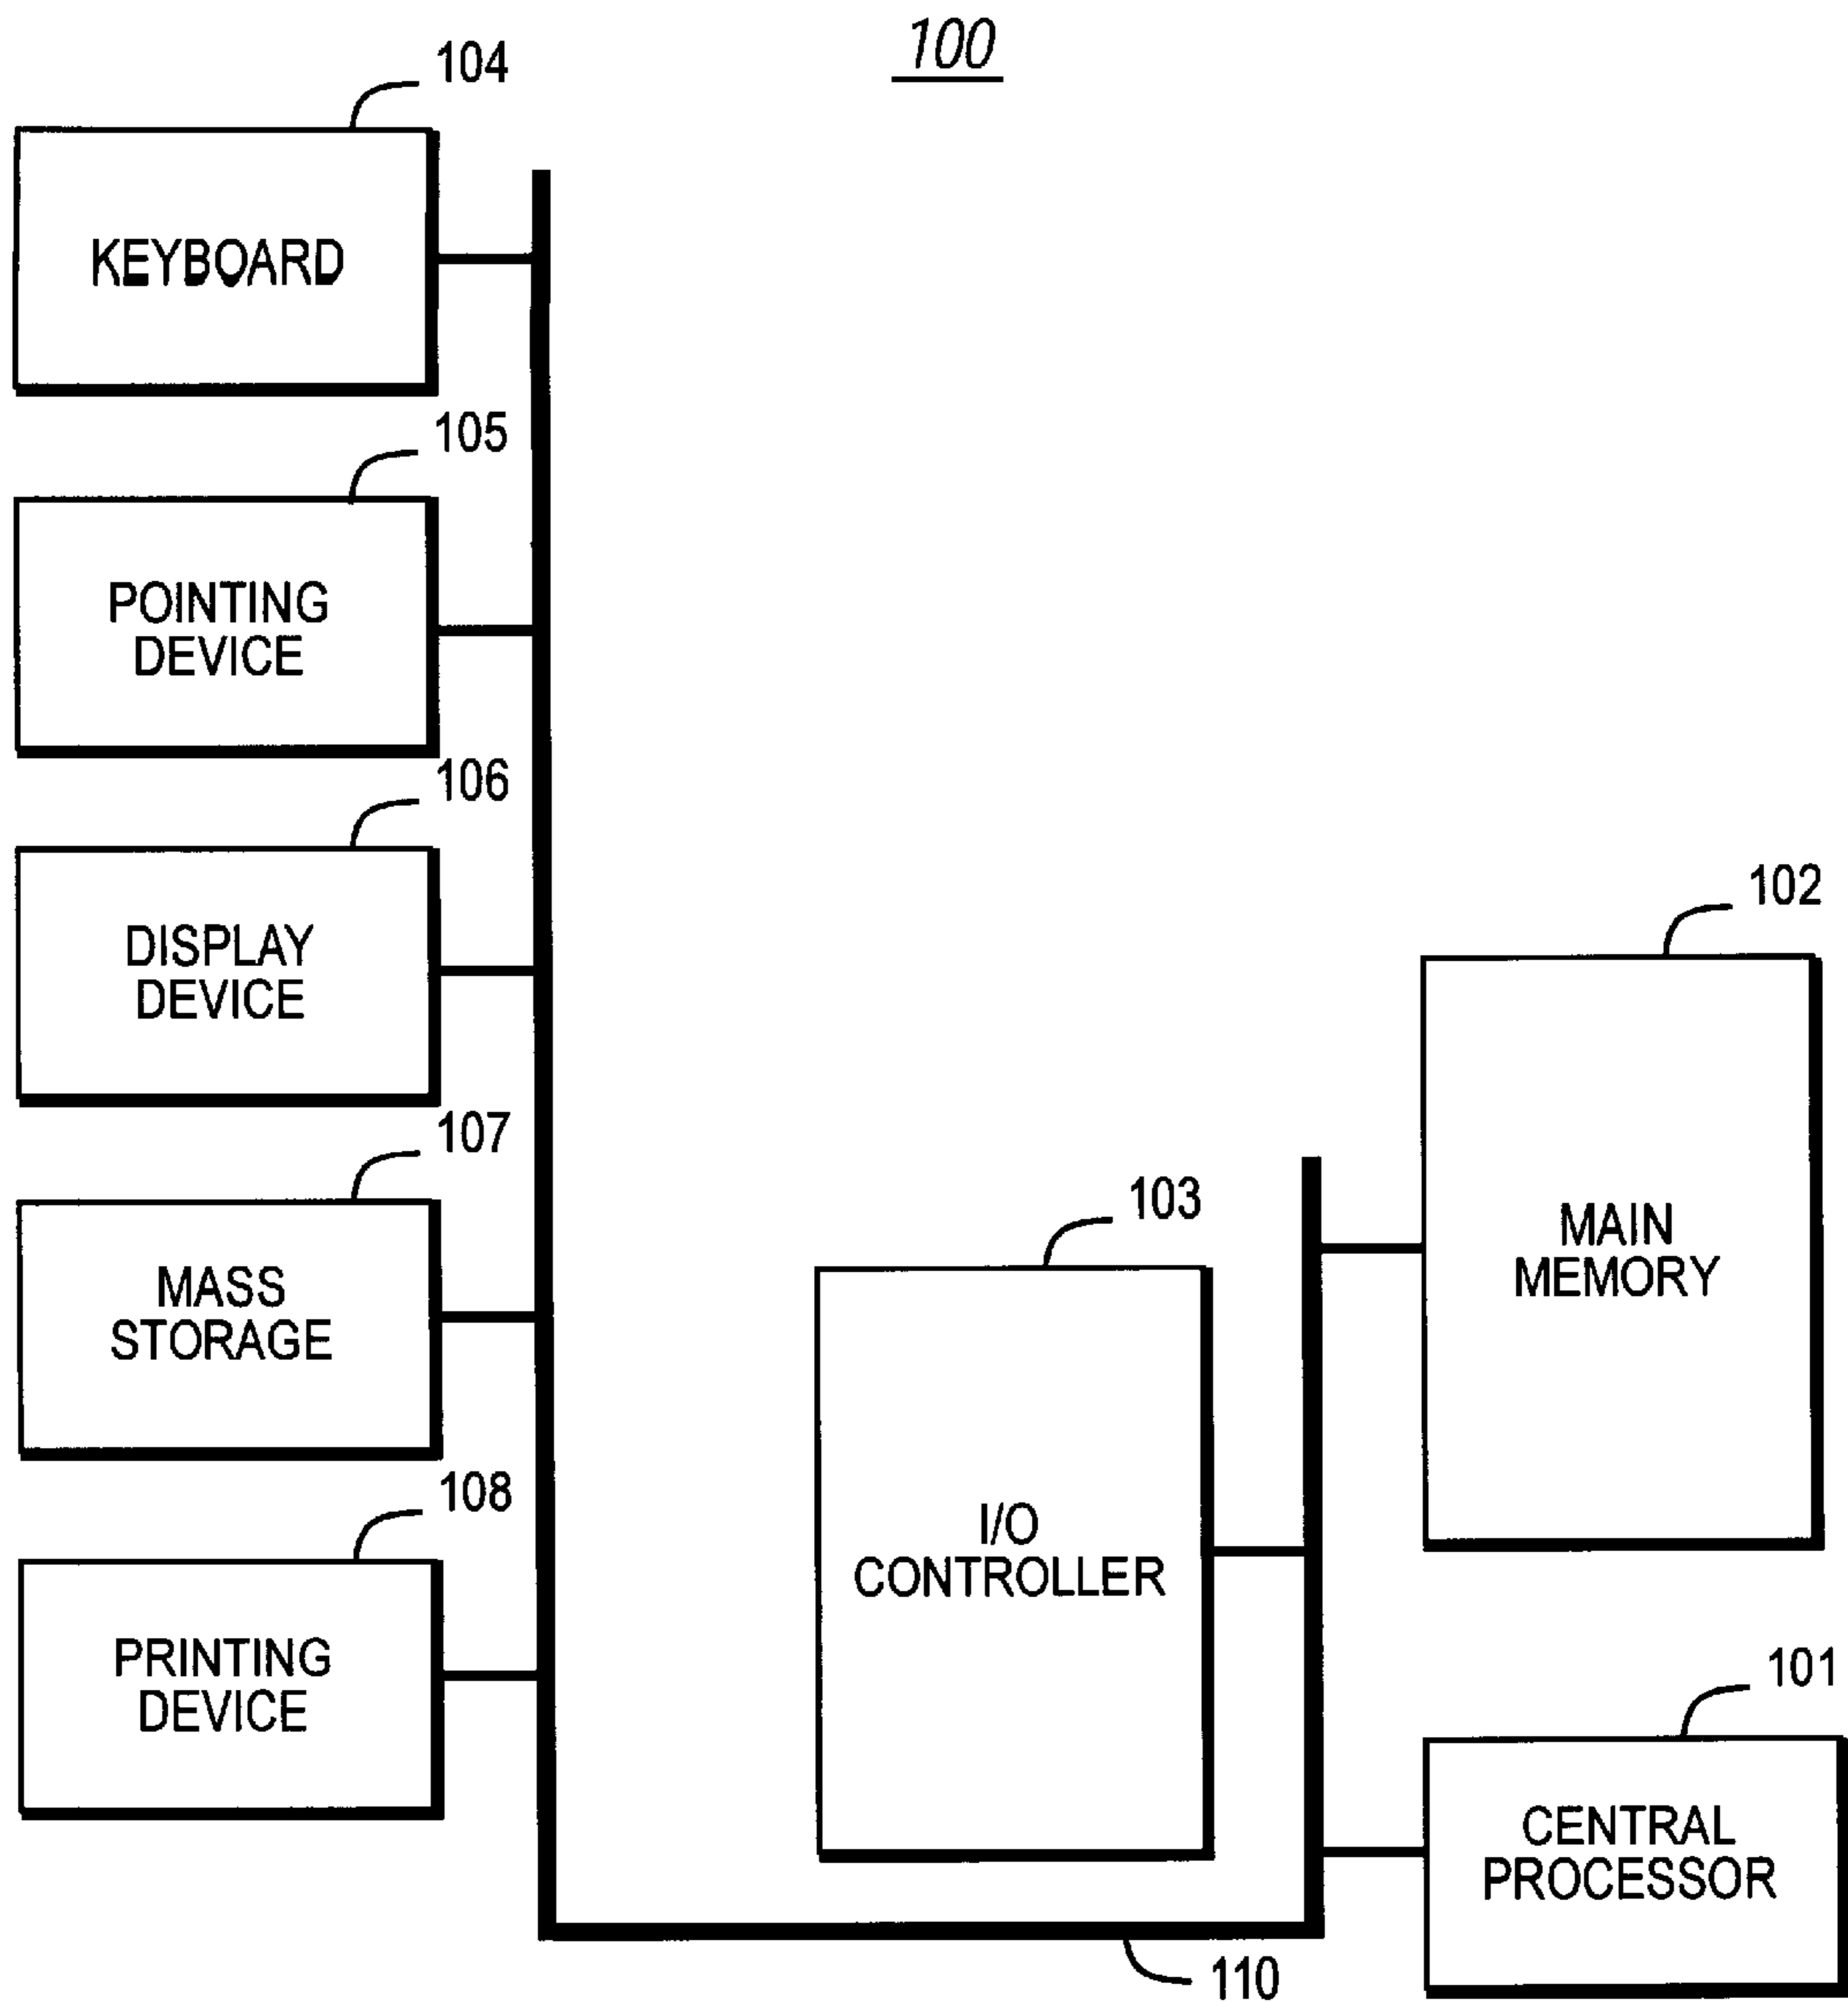 100
104
KEYBOARD
105
POINTING
DEVICE
106
DISPLAY
DEVICE
107
MASS
STORAGE
108
PRINTING
DEVICE
103
I/O
CONTROLLER
102
MAIN
MEMORY
101
CENTRAL
PROCESSOR
110